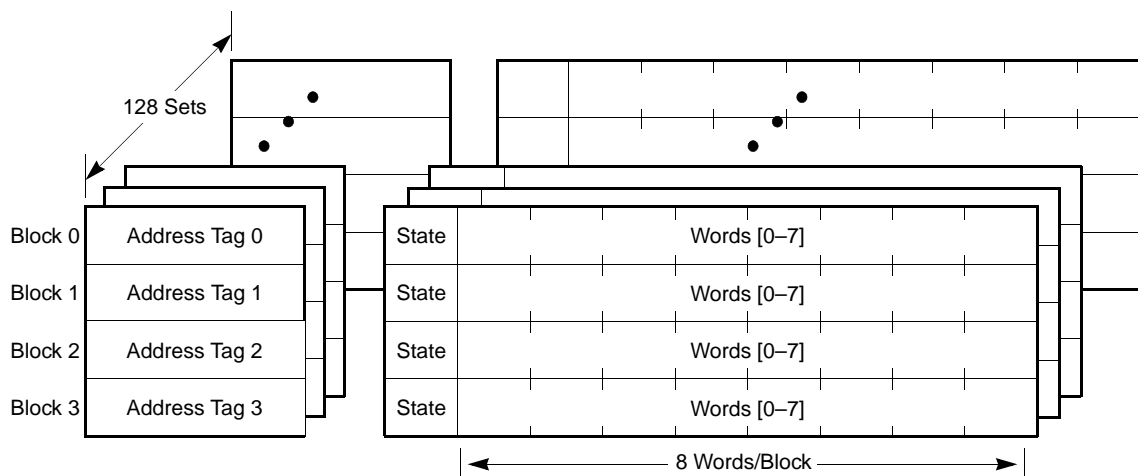 128 Sets
Block 0 Address Tag 0 State Words [0–7]
Block 1 Address Tag 1 State Words [0–7]
Block 2 Address Tag 2 State Words [0–7]
Block 3 Address Tag 3 State Words [0–7]
8 Words/Block